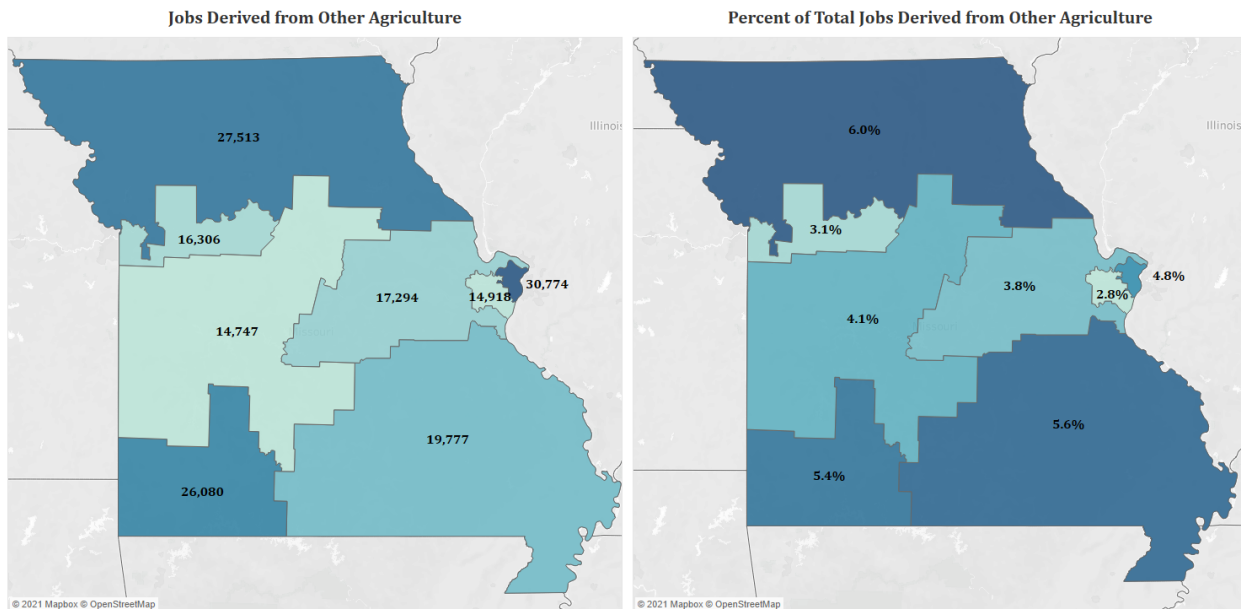 Jobs Derived from Other Agriculture
27,513
Illinois
16,306
30,774
14,918
17,294
14,747
19,777
26,080
© 2021 Mapbox © OpenStreetMap
Percent of Total Jobs Derived from Other Agriculture
6.0%
Illinois
3.1%
4.8%
3.8%
2.8%
4.1%
5.6%
5.4%
© 2021 Mapbox © OpenStreetMap